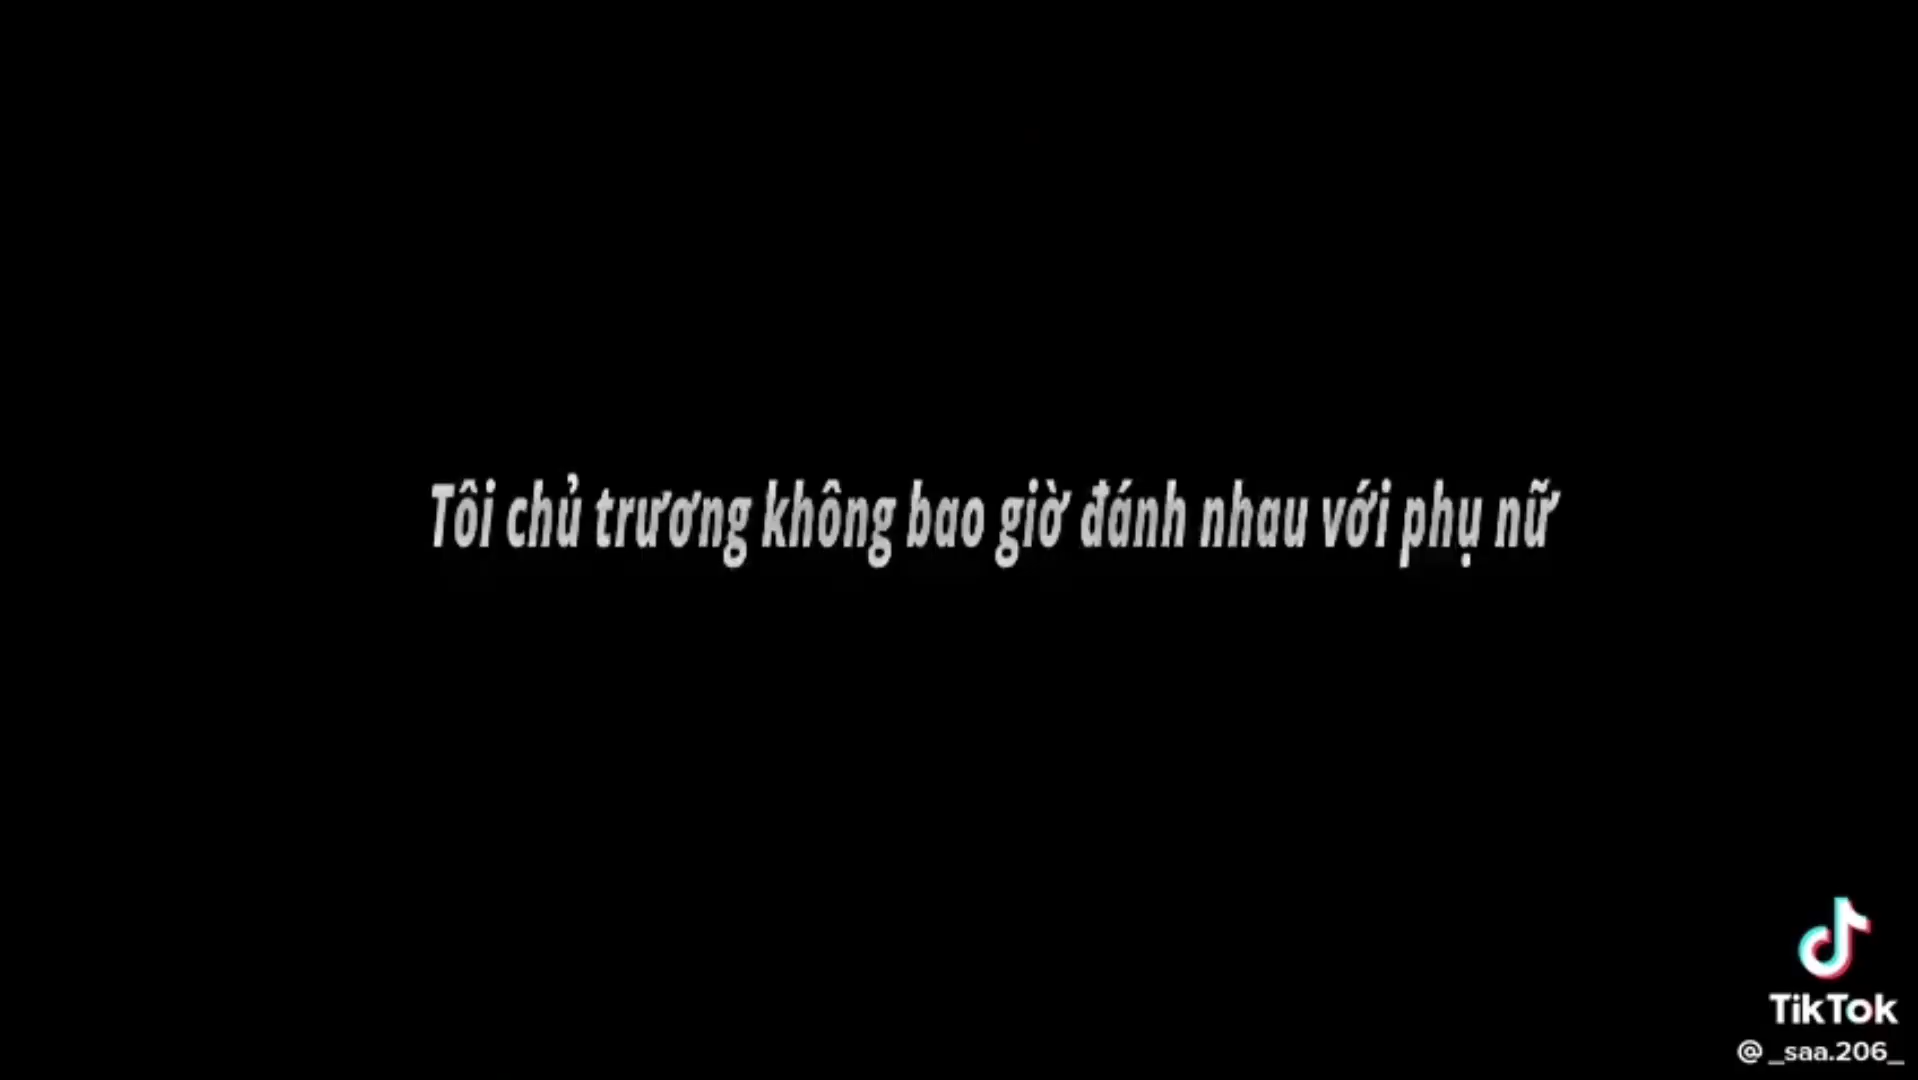 Tôi chủ trương không bao giờ đánh nhau với phụ nữ
TikTok
@_saa.206_